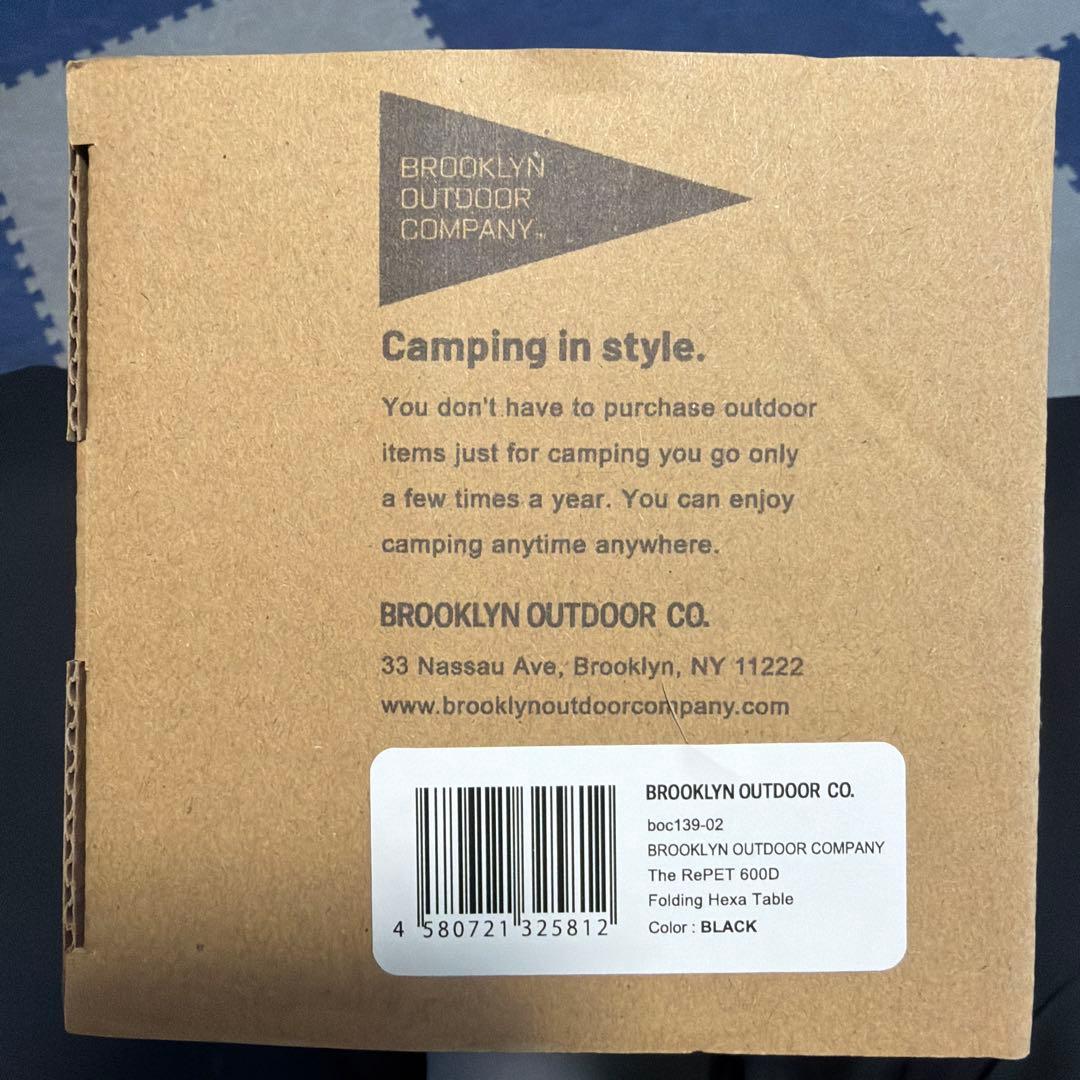 BROOKLYN
OUTDOOR
COMPANY™
Camping in style.
You don't have to purchase outdoor
items just for camping you go only
a few times a year. You can enjoy
camping anytime anywhere.
BROOKLYN OUTDOOR CO.
33 Nassau Ave, Brooklyn, NY 11222
www.brooklynoutdoorcompany.com
4 580721 325812
BROOKLYN OUTDOOR CO.
boc139-02
BROOKLYN OUTDOOR COMPANY
The RePET 600D
Folding Hexa Table
Color : BLACK